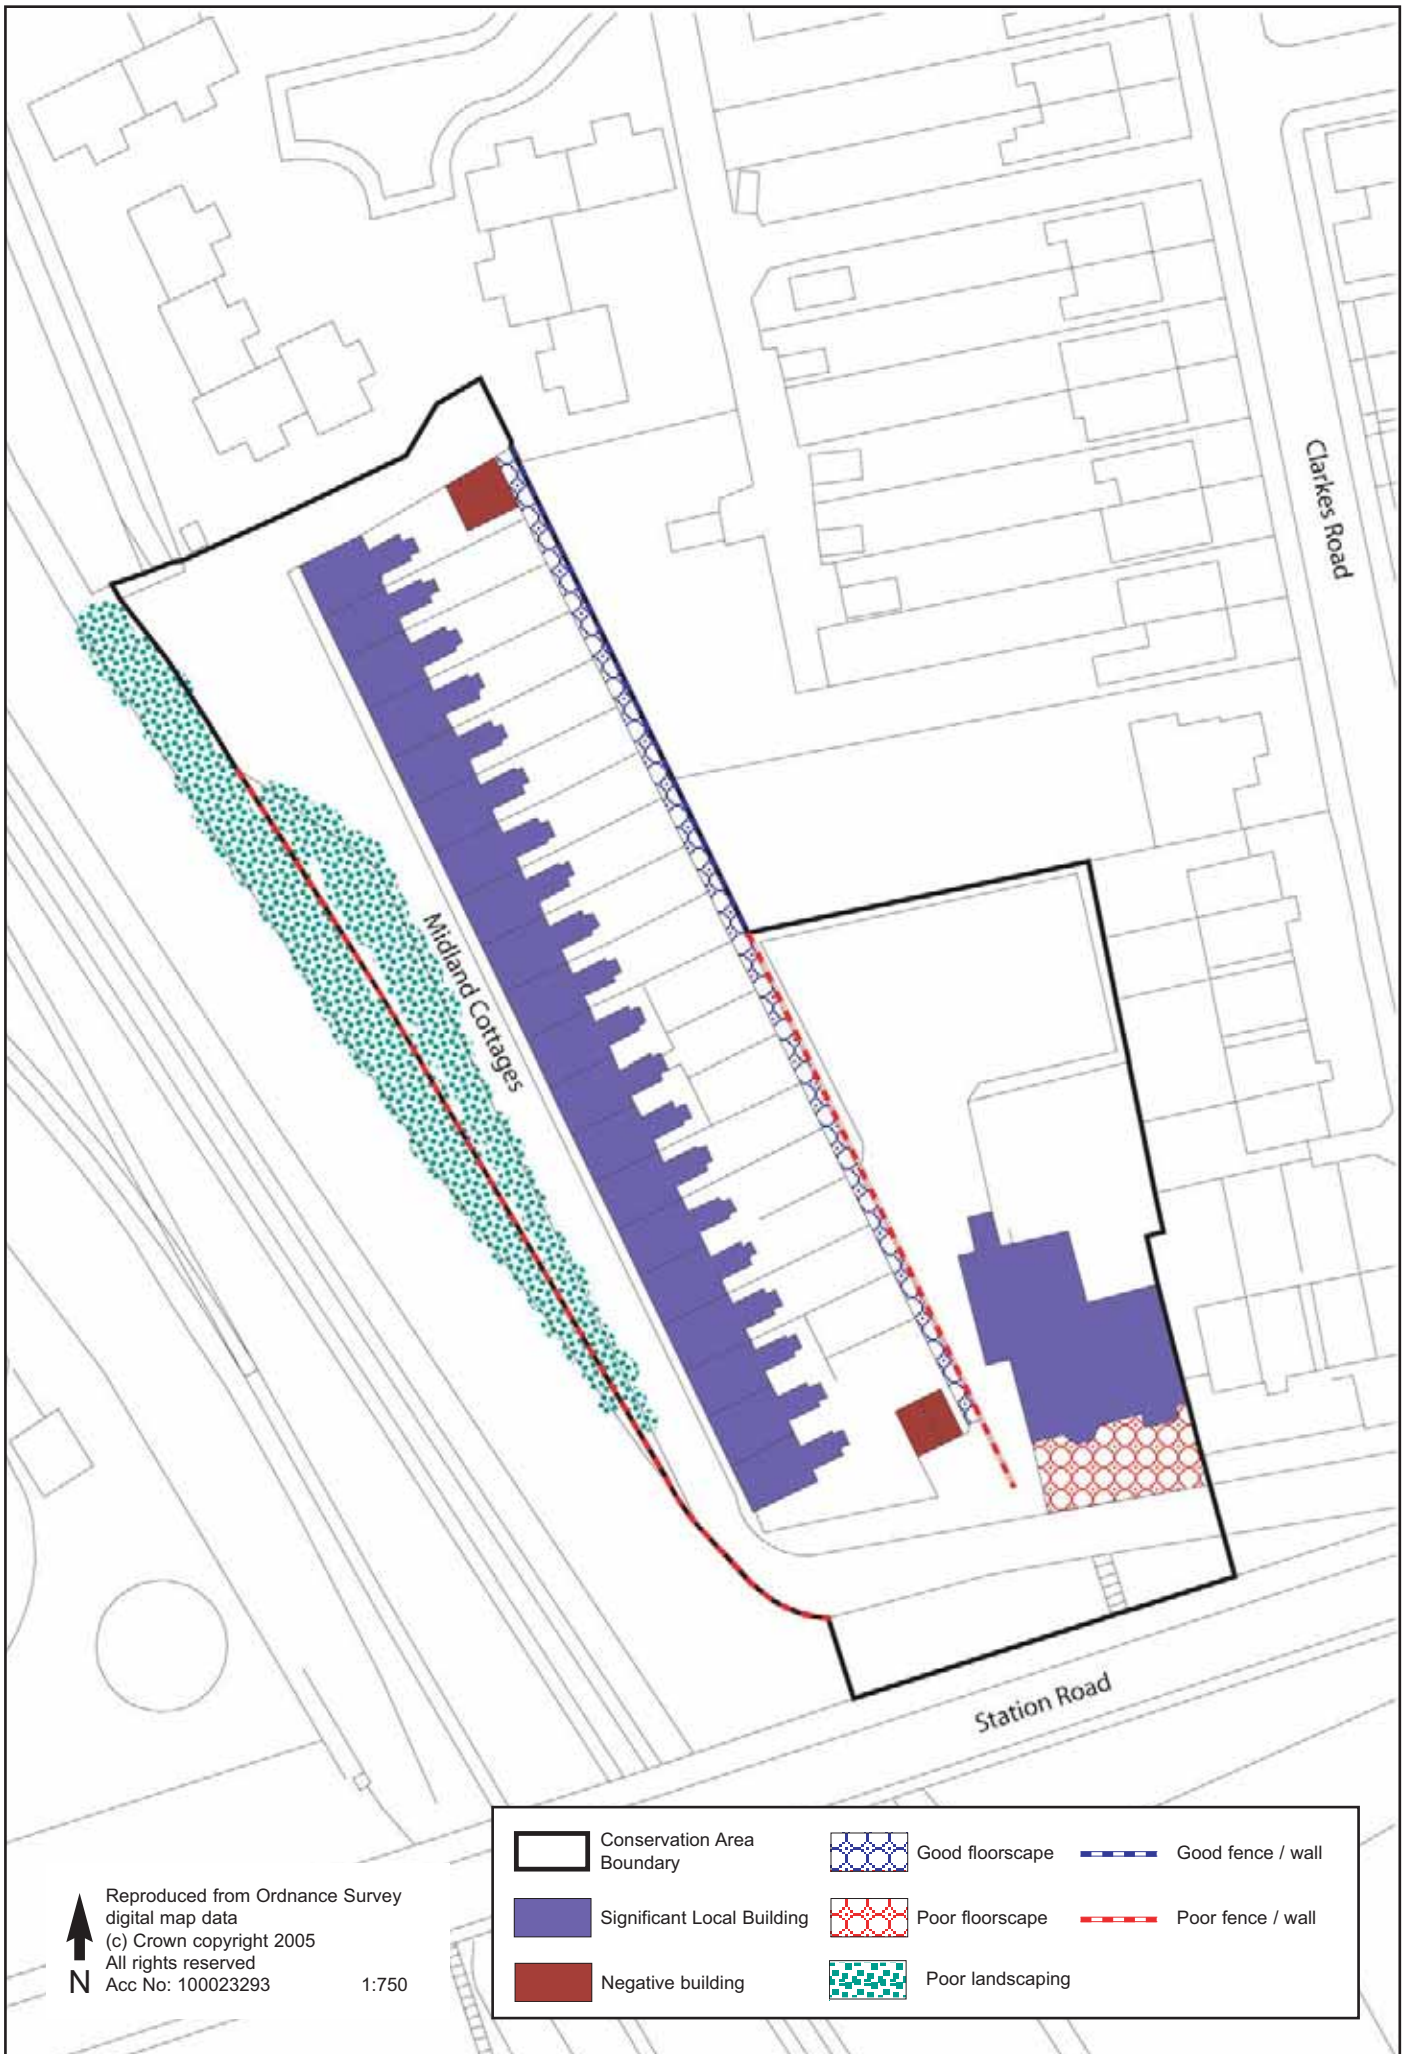 Clarkes Road
Midland Cottages
Station Road
Conservation Area
Boundary
Significant Local Building
Negative building
Good floorscape
Poor floorscape
Poor landscaping
Good fence / wall
Poor fence / wall
Reproduced from Ordnance Survey
digital map data
(c) Crown copyright 2005
All rights reserved
N Acc No: 100023293 1:750